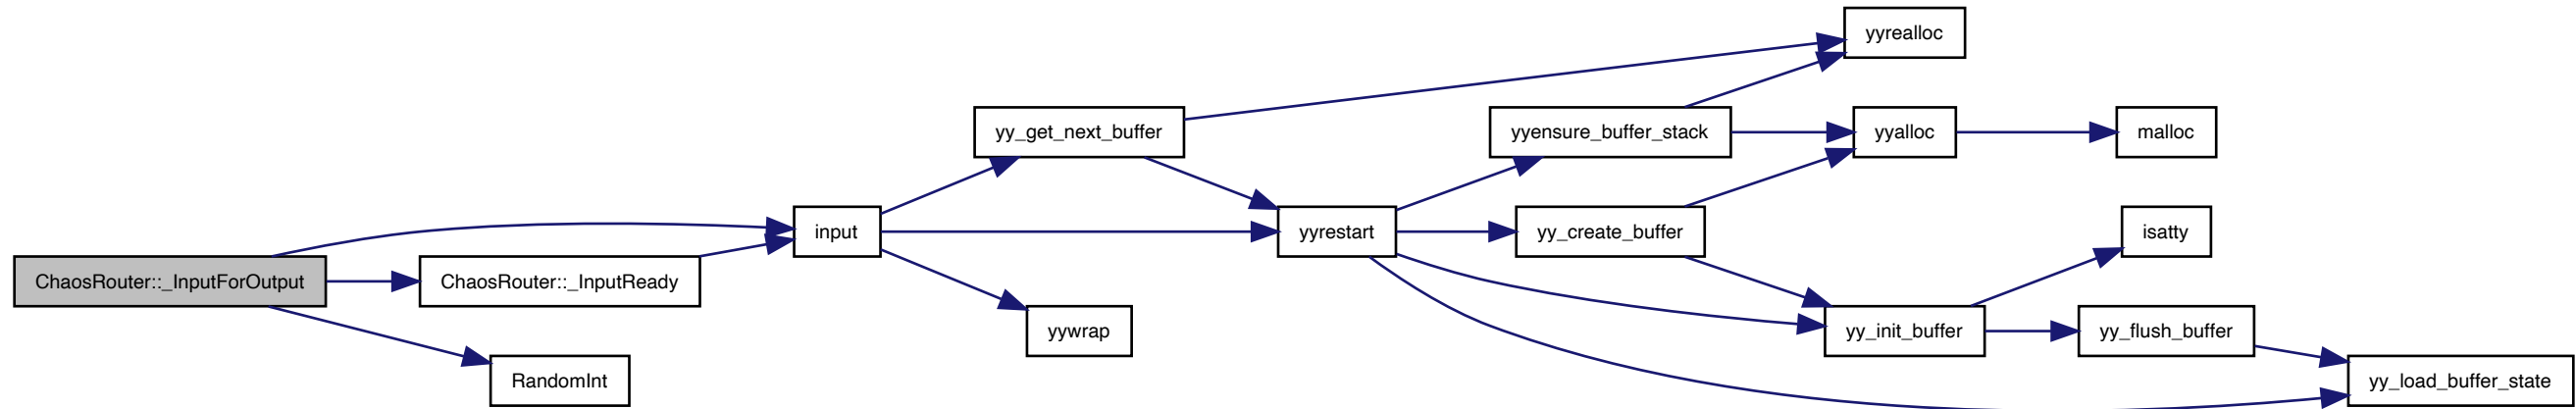 yyrealloc
yy_get_next_buffer
yyensure_buffer_stack
yyalloc
malloc
input
yyrestart
yy_create_buffer
isatty
ChaosRouter::_InputForOutput
ChaosRouter::_InputReady
yywrap
yy_init_buffer
yy_flush_buffer
RandomInt
yy_load_buffer_state